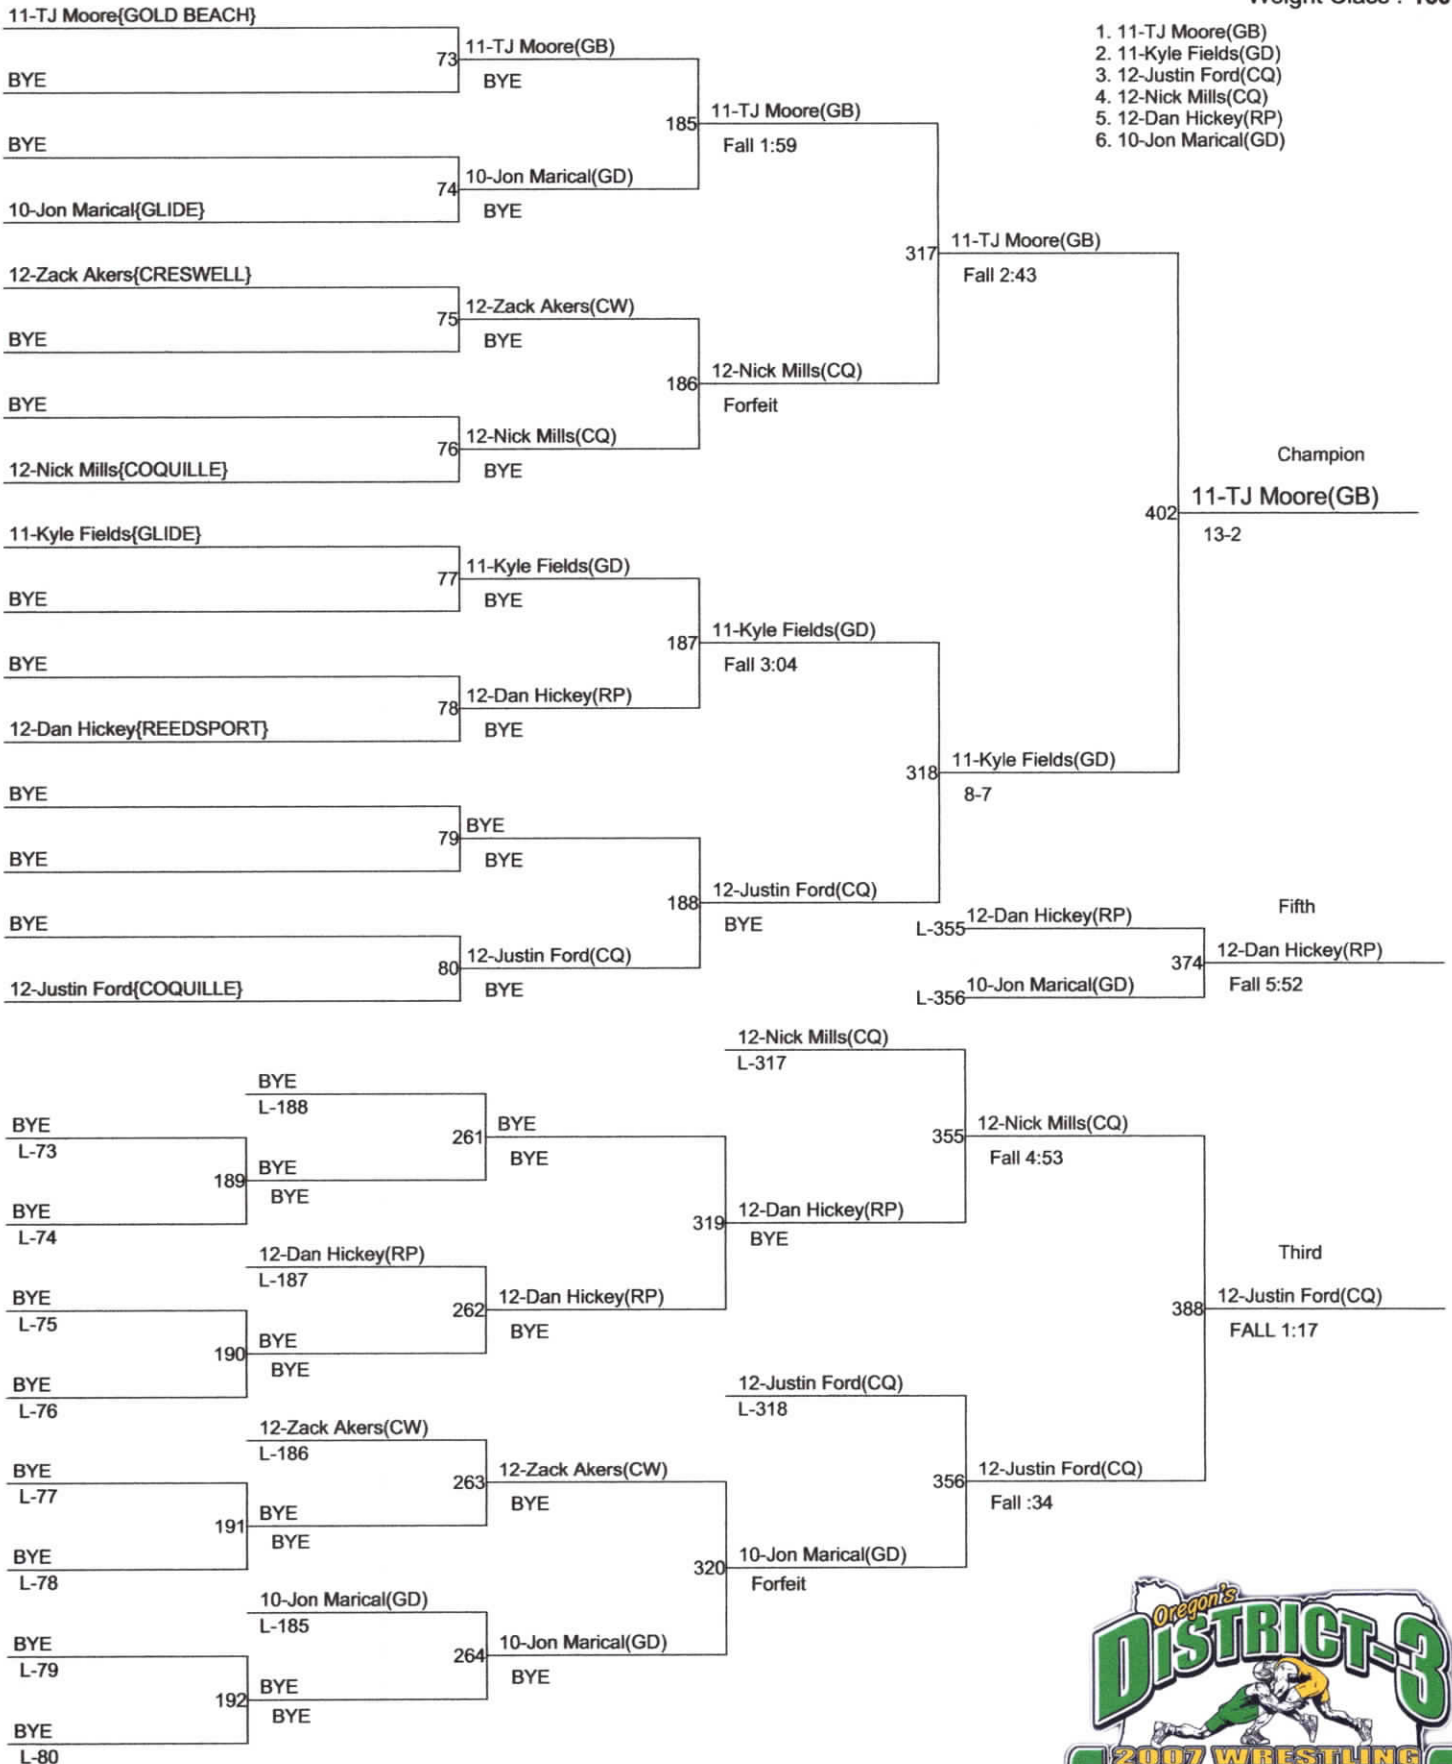 Weight Class :
1. 11-TJ Moore(GB)
2. 11-Kyle Fields(GD)
3. 12-Justin Ford(CQ)
4. 12-Nick Mills(CQ)
5. 12-Dan Hickey(RP)
6. 10-Jon Marical(GD)
11-TJ Moore{GOLD BEACH}
73
11-TJ Moore(GB)
BYE
BYE
185
11-TJ Moore(GB)
Fall 1:59
BYE
74
10-Jon Marical(GD)
BYE
10-Jon Marical{GLIDE}
317
11-TJ Moore(GB)
Fall 2:43
12-Zack Akers{CRESWELL}
75
12-Zack Akers(CW)
BYE
BYE
186
12-Nick Mills(CQ)
Forfeit
BYE
76
12-Nick Mills(CQ)
BYE
12-Nick Mills{COQUILLE}
Champion
402
11-TJ Moore(GB)
13-2
11-Kyle Fields{GLIDE}
77
11-Kyle Fields(GD)
BYE
BYE
187
11-Kyle Fields(GD)
Fall 3:04
BYE
78
12-Dan Hickey(RP)
BYE
12-Dan Hickey{REEDSPORT}
318
11-Kyle Fields(GD)
8-7
BYE
79
BYE
BYE
BYE
188
12-Justin Ford(CQ)
BYE
BYE
80
12-Justin Ford(CQ)
BYE
12-Justin Ford{COQUILLE}
Fifth
L-355
12-Dan Hickey(RP)
374
12-Dan Hickey(RP)
Fall 5:52
L-356
10-Jon Marical(GD)
12-Nick Mills(CQ)
L-317
BYE
L-188
BYE
L-73
261
BYE
BYE
355
12-Nick Mills(CQ)
Fall 4:53
189
BYE
BYE
BYE
L-74
319
12-Dan Hickey(RP)
BYE
12-Dan Hickey(RP)
L-187
BYE
L-75
262
12-Dan Hickey(RP)
BYE
Third
388
12-Justin Ford(CQ)
FALL 1:17
190
BYE
BYE
BYE
L-76
12-Justin Ford(CQ)
L-318
12-Zack Akers(CW)
L-186
BYE
L-77
263
12-Zack Akers(CW)
BYE
356
12-Justin Ford(CQ)
Fall :34
191
BYE
BYE
BYE
L-78
320
10-Jon Marical(GD)
Forfeit
10-Jon Marical(GD)
L-185
BYE
L-79
264
10-Jon Marical(GD)
BYE
192
BYE
BYE
BYE
L-80
Oregon's
DISTRICT-3
2007 WRESTLING